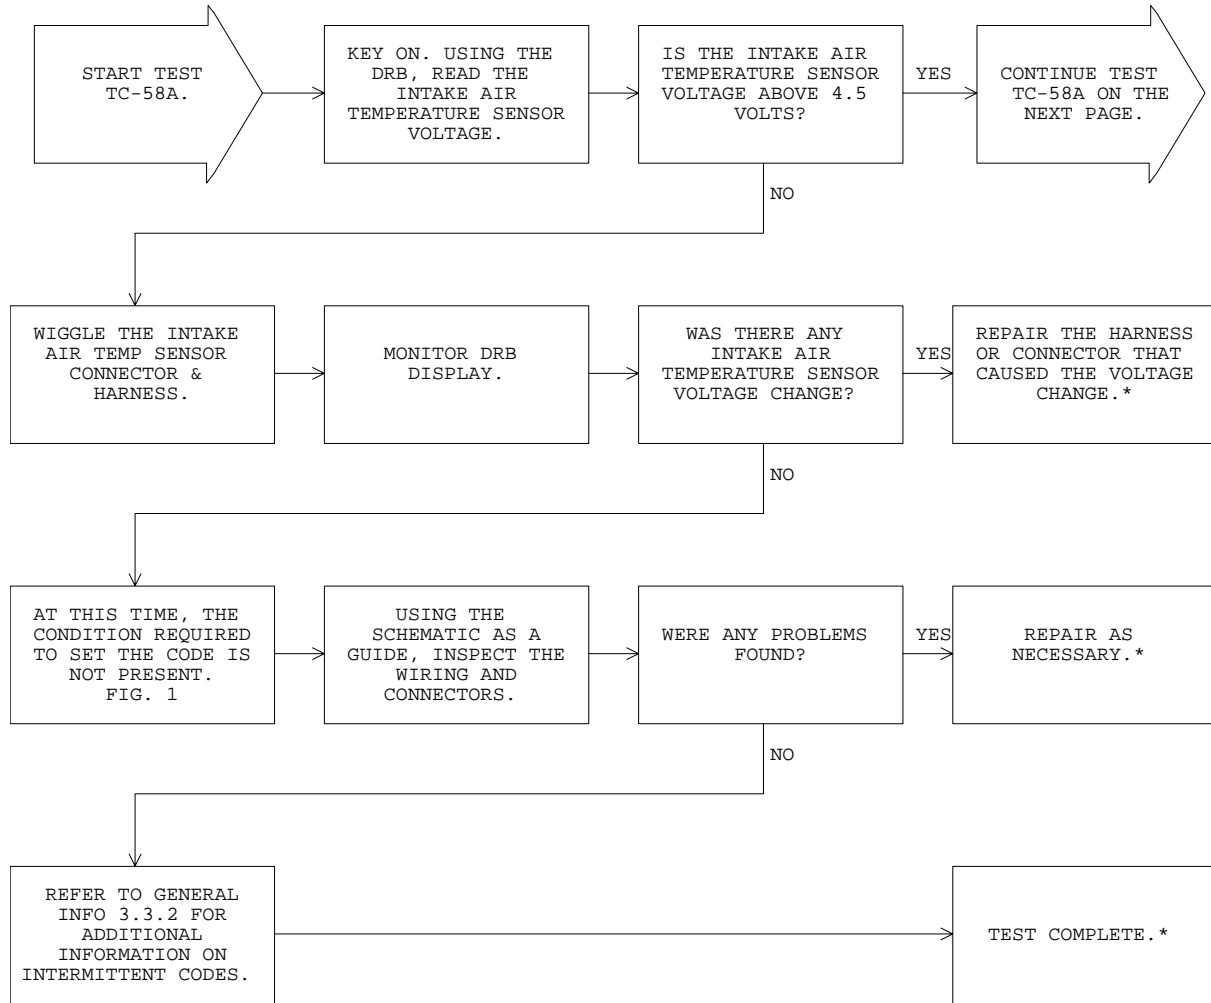 START TEST
TC-58A.
KEY ON. USING THE
DRB, READ THE
INTAKE AIR
TEMPERATURE SENSOR
VOLTAGE.
IS THE INTAKE AIR
TEMPERATURE SENSOR
VOLTAGE ABOVE 4.5
VOLTS?
YES
CONTINUE TEST
TC-58A ON THE
NEXT PAGE.
NO
WIGGLE THE INTAKE
AIR TEMP SENSOR
CONNECTOR &
HARNESS.
MONITOR DRB
DISPLAY.
WAS THERE ANY
INTAKE AIR
TEMPERATURE SENSOR
VOLTAGE CHANGE?
YES
REPAIR THE HARNESS
OR CONNECTOR THAT
CAUSED THE VOLTAGE
CHANGE.*
NO
AT THIS TIME, THE
CONDITION REQUIRED
TO SET THE CODE IS
NOT PRESENT.
FIG. 1
USING THE
SCHEMATIC AS A
GUIDE, INSPECT THE
WIRING AND
CONNECTORS.
WERE ANY PROBLEMS
FOUND?
YES
REPAIR AS
NECESSARY.*
NO
REFER TO GENERAL
INFO 3.3.2 FOR
ADDITIONAL
INFORMATION ON
INTERMITTENT CODES.
TEST COMPLETE.*